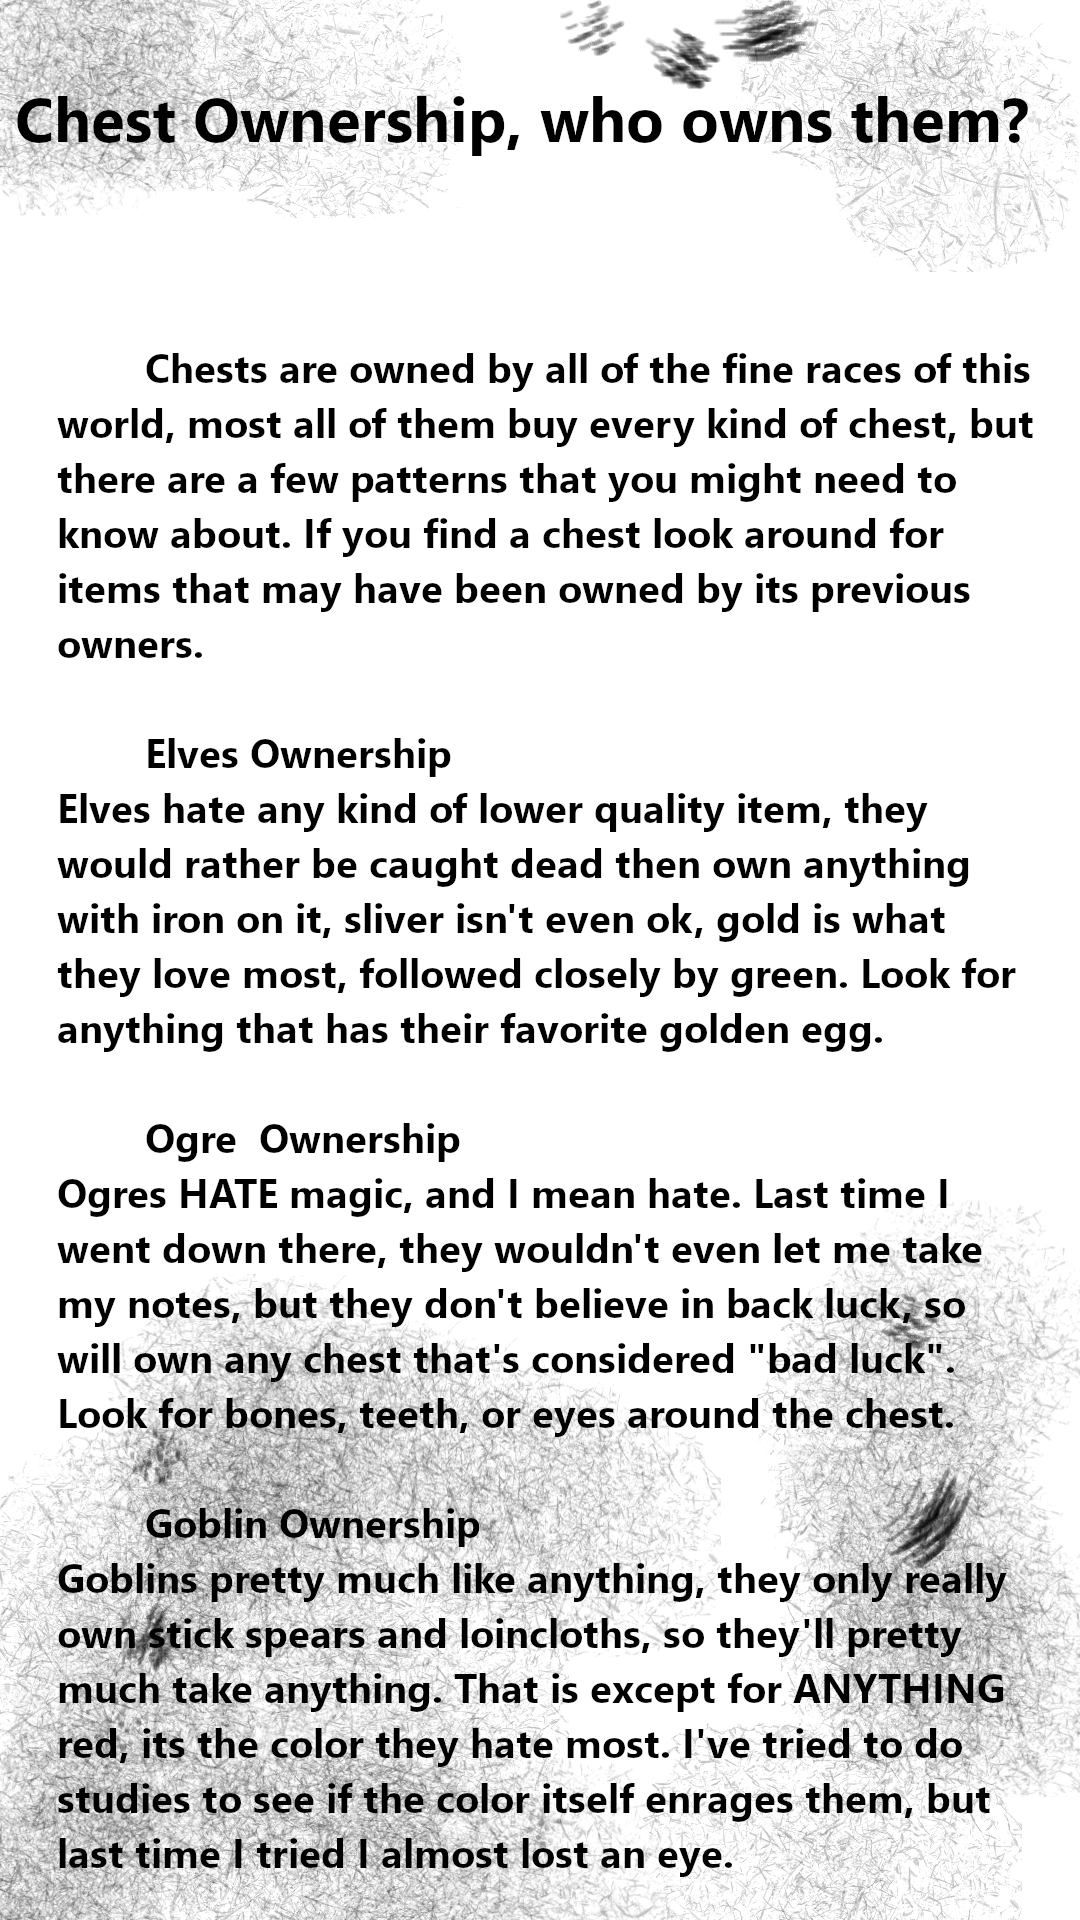 Chest Ownership, who owns them?
Chests are owned by all of the fine races of this
world, most all of them buy every kind of chest, but
there are a few patterns that you might need to
know about. If you find a chest look around for
items that may have been owned by its previous
owners.
Elves Ownership
Elves hate any kind of lower quality item, they
would rather be caught dead then own anything
with iron on it, sliver isn't even ok, gold is what
they love most, followed closely by green. Look for
anything that has their favorite golden egg.
Ogre  Ownership
Ogres HATE magic, and I mean hate. Last time I
went down there, they wouldn't even let me take
my notes, but they don't believe in back luck, so
will own any chest that's considered "bad luck".
Look for bones, teeth, or eyes around the chest.
Goblin Ownership
Goblins pretty much like anything, they only really
own stick spears and loincloths, so they'll pretty
much take anything. That is except for ANYTHING
red, its the color they hate most. I've tried to do
studies to see if the color itself enrages them, but
last time I tried I almost lost an eye.